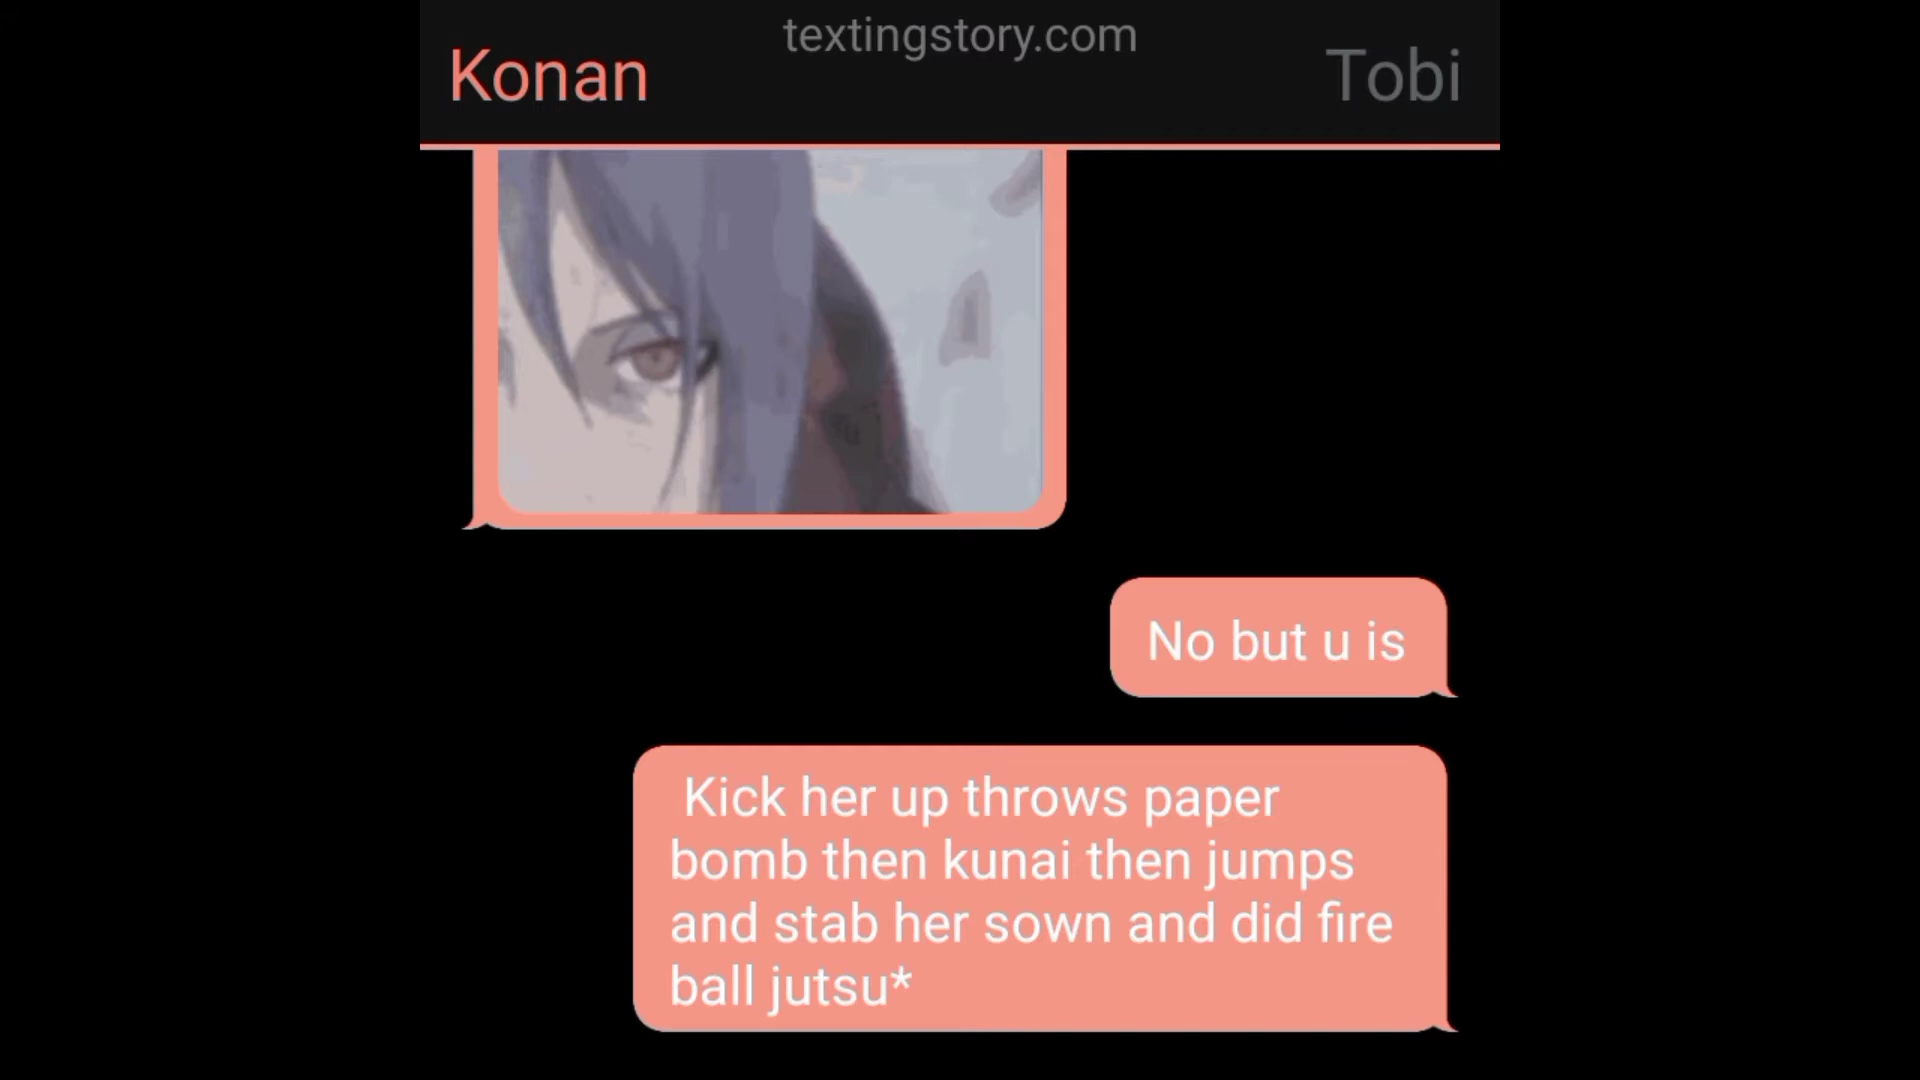 textingstory.com
Konan
Tobi
No but u is
Kick her up throws paper
bomb then kunai then jumps
and stab her sown and did fire
ball jutsu*